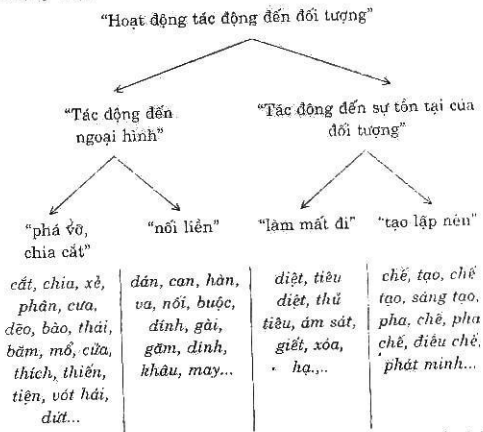 “Hoạt động tác động đến đối tượng”
“Tác động đến
ngoại hình”
“Tác động đến sự tồn tại của
đối tượng”
“phá vỡ,
chia cắt”
“nối liền”
“làm mất đi”
“tạo lập nên”
cắt, chia, xẻ,
phân, cưa,
đẽo, bào, thái,
băm, mổ, cửa,
thích, thiến,
tiện, vót hái,
dứt...
dán, can, hàn,
va, nối, buộc,
dính, gài,
găm, dinh,
khâu, may...
diệt, tiêu
diệt, thủ
tiêu, ám sát,
giết, xóa,
hạ,..
chế, tạo, chế
tạo, sáng tạo,
pha, chế, pha
chế, điều chế,
phát minh...